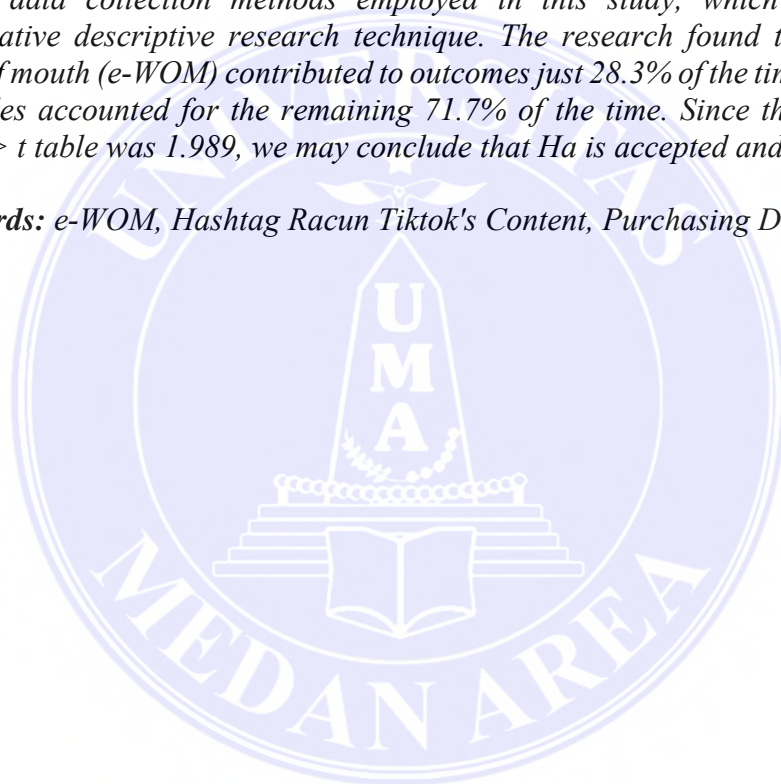 data collection methods employed in this study, which
ative descriptive research technique. The research found t
f mouth (e-WOM) contributed to outcomes just 28.3% of the tin
les accounted for the remaining 71.7% of the time. Since th
> t table was 1.989, we may conclude that Ha is accepted and
rds: e-WOM, Hashtag Racun Tiktok's Content, Purchasing D
UNIVERSITAS
U
M
A
MEDAN AREA